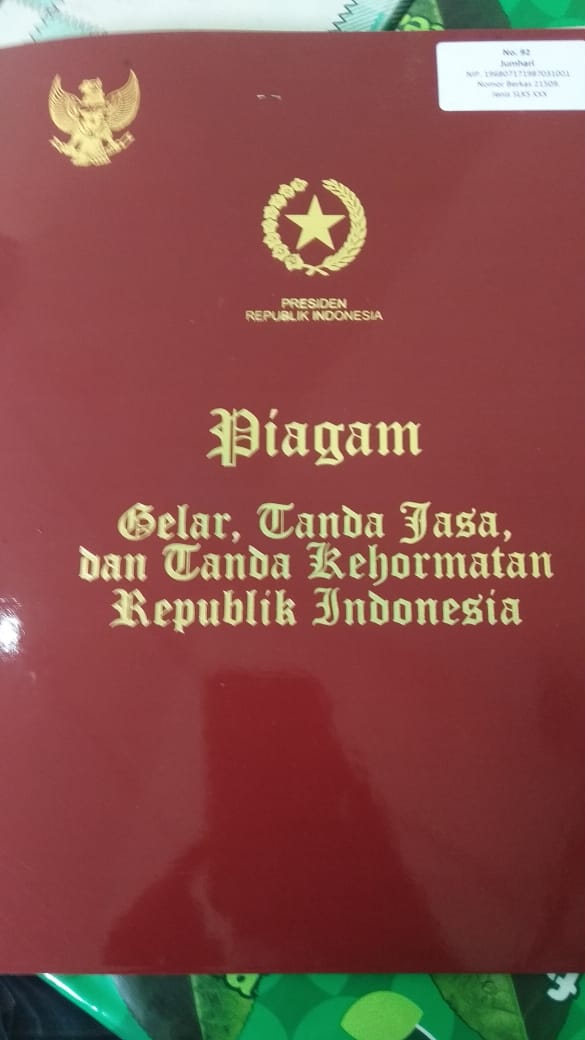 No. 92
Jumhari
NIP. 196807171987031001
Nomor Berkas 21509
Jenis SLKS XXX
PRESIDEN
REPUBLIK INDONESIA
Piagam
Gelar, Tanda Jasa,
dan Tanda Kehormatan
Republik Indonesia